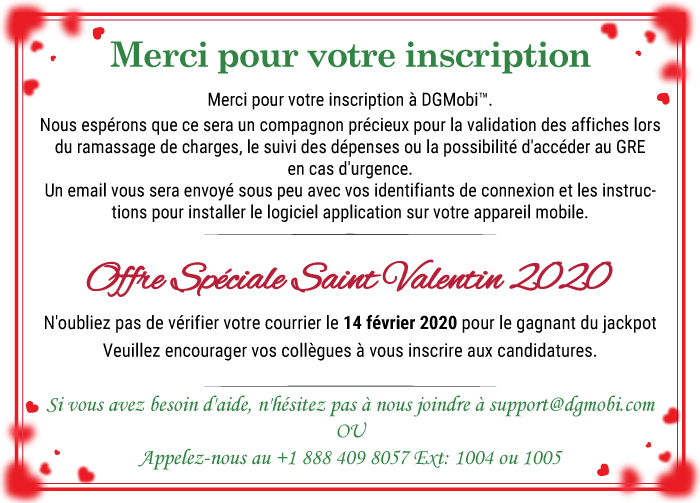 Merci pour votre inscription
Merci pour votre inscription à DGMobi™.
Nous espérons que ce sera un compagnon précieux pour la validation des affiches lors
du ramassage de charges, le suivi des dépenses ou la possibilité d'accéder au GRE
en cas d'urgence.
Un email vous sera envoyé sous peu avec vos identifiants de connexion et les instruc-
tions pour installer le logiciel application sur votre appareil mobile.
Offre Spéciale Saint Valentin 2020
N'oubliez pas de vérifier votre courrier le 14 février 2020 pour le gagnant du jackpot
Veuillez encourager vos collègues à vous inscrire aux candidatures.
Si vous avez besoin d'aide, n'hésitez pas à nous joindre à support@dgmobi.com
OU
Appelez-nous au +1 888 409 8057 Ext: 1004 ou 1005